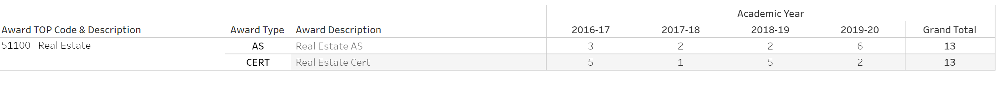 Academic Year
Award TOP Code & Description Award Type Award Description 2016-17 2017-18 2018-19 2019-20 Grand Total
51100 - Real Estate AS Real Estate AS 3 2 2 6 13
CERT Real Estate Cert 5 1 5 2 13